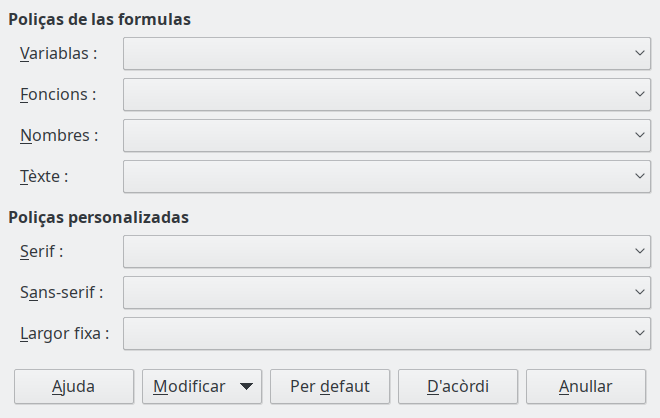 Poliças de las formulas
Variablas :
Foncions :
Nombres :
Tèxte :
Poliças personalizadas
Serif :
Sans-serif :
Largor fixa :
Ajuda Modificar Per defaut D'acòrdi Anullar